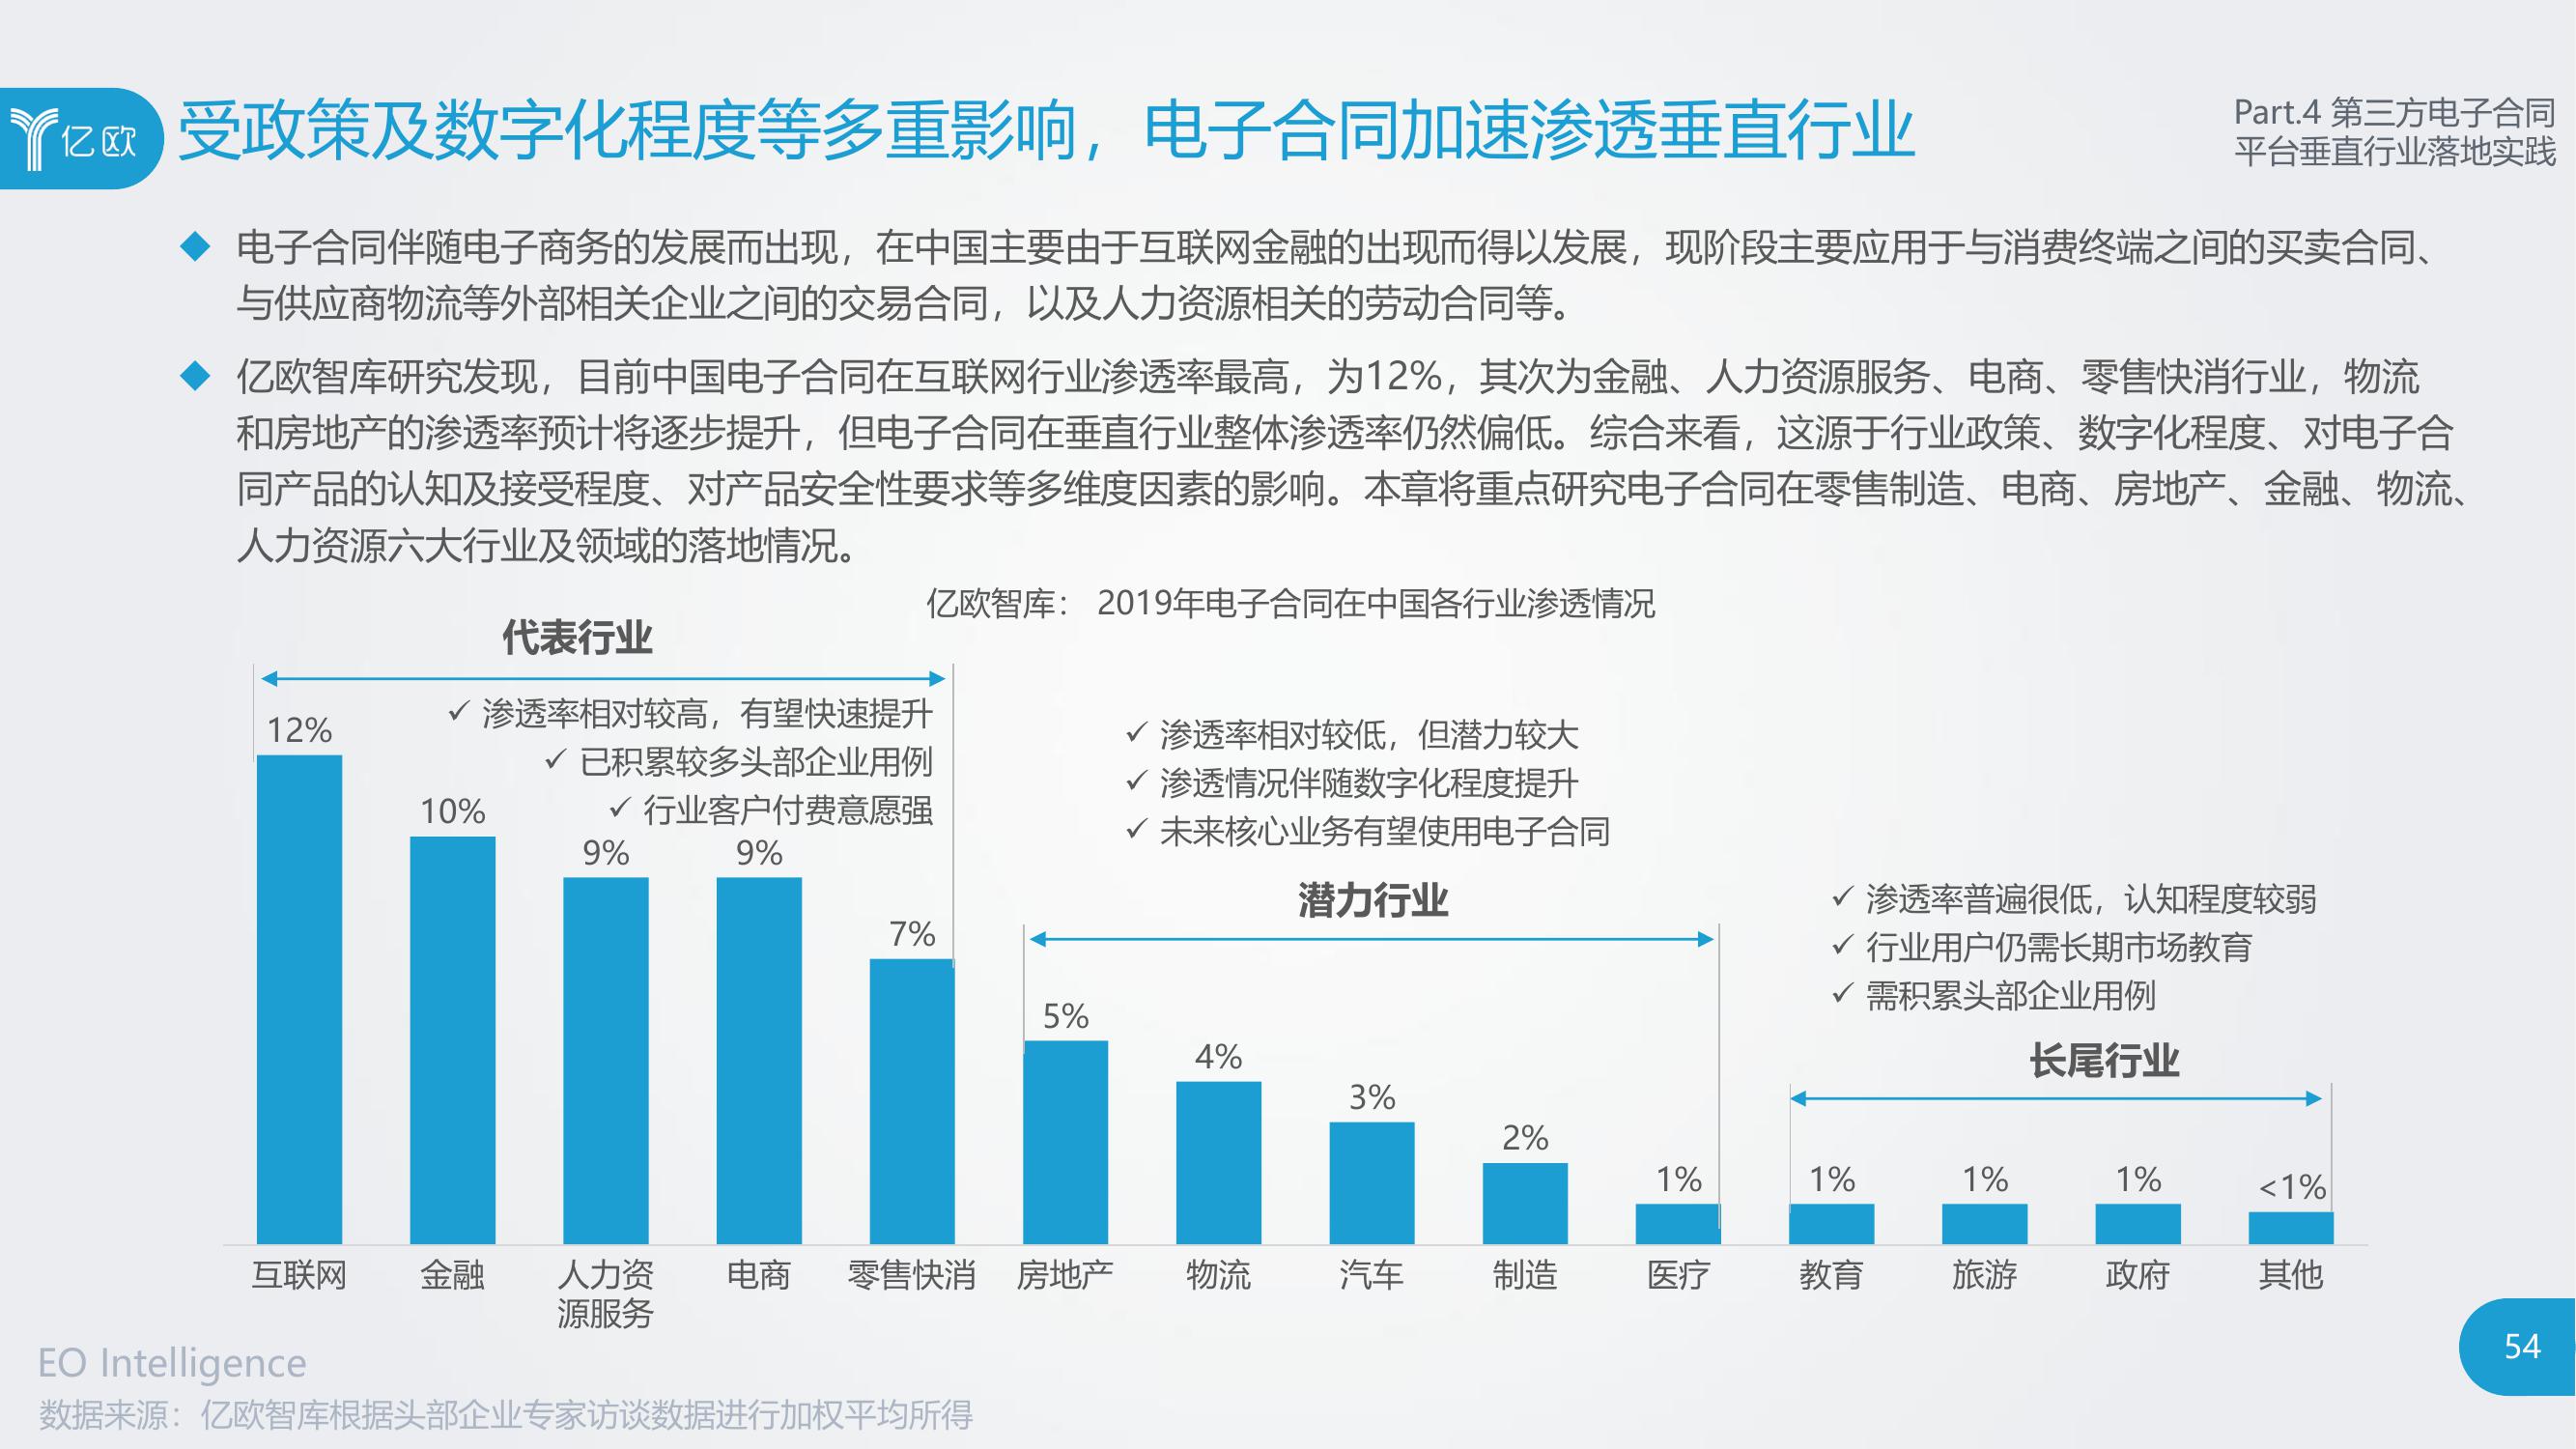 亿欧
受政策及数字化程度等多重影响，电子合同加速渗透垂直行业
Part.4 第三方电子合同
平台垂直行业落地实践
电子合同伴随电子商务的发展而出现，在中国主要由于互联网金融的出现而得以发展，现阶段主要应用于与消费终端之间的买卖合同、
与供应商物流等外部相关企业之间的交易合同，以及人力资源相关的劳动合同等。
亿欧智库研究发现，目前中国电子合同在互联网行业渗透率最高，为12%，其次为金融、人力资源服务、电商、零售快消行业，物流
和房地产的渗透率预计将逐步提升，但电子合同在垂直行业整体渗透率仍然偏低。综合来看，这源于行业政策、数字化程度、对电子合
同产品的认知及接受程度、对产品安全性要求等多维度因素的影响。本章将重点研究电子合同在零售制造、电商、房地产、金融、物流、
人力资源六大行业及领域的落地情况。
亿欧智库： 2019年电子合同在中国各行业渗透情况
代表行业
✓ 渗透率相对较高，有望快速提升
✓ 已积累较多头部企业用例
✓ 行业客户付费意愿强
✓ 渗透率相对较低，但潜力较大
✓ 渗透情况伴随数字化程度提升
✓ 未来核心业务有望使用电子合同
潜力行业
✓ 渗透率普遍很低，认知程度较弱
✓ 行业用户仍需长期市场教育
✓ 需积累头部企业用例
长尾行业
12%
10%
9%
9%
7%
5%
4%
3%
2%
1%
1%
1%
1%
<1%
互联网
金融
人力资
源服务
电商
零售快消
房地产
物流
汽车
制造
医疗
教育
旅游
政府
其他
EO Intelligence
数据来源：亿欧智库根据头部企业专家访谈数据进行加权平均所得
54